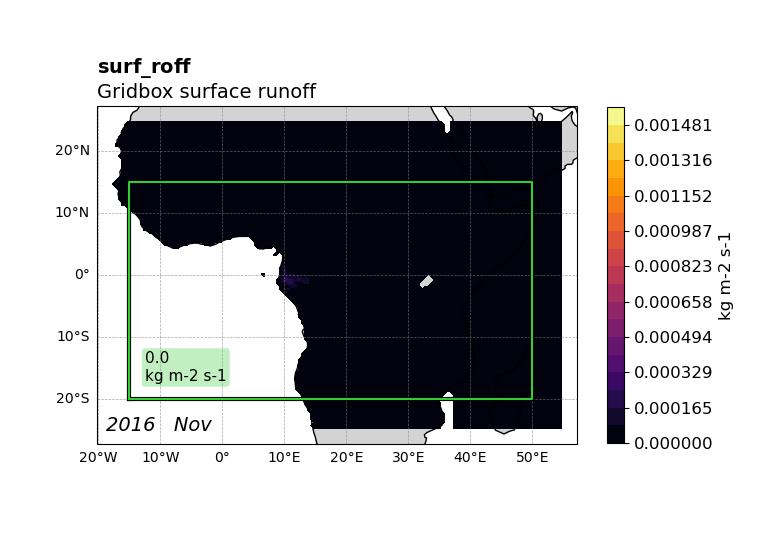 surf_roff
Gridbox surface runoff
20°N
10°N
0°
10°S
20°S
0.0
kg m-2 s-1
2016 Nov
20°W 10°W 0° 10°E 20°E 30°E 40°E 50°E
0.001481
0.001316
0.001152
0.000987
0.000823
0.000658
0.000494
0.000329
0.000165
0.000000
kg m-2 s-1